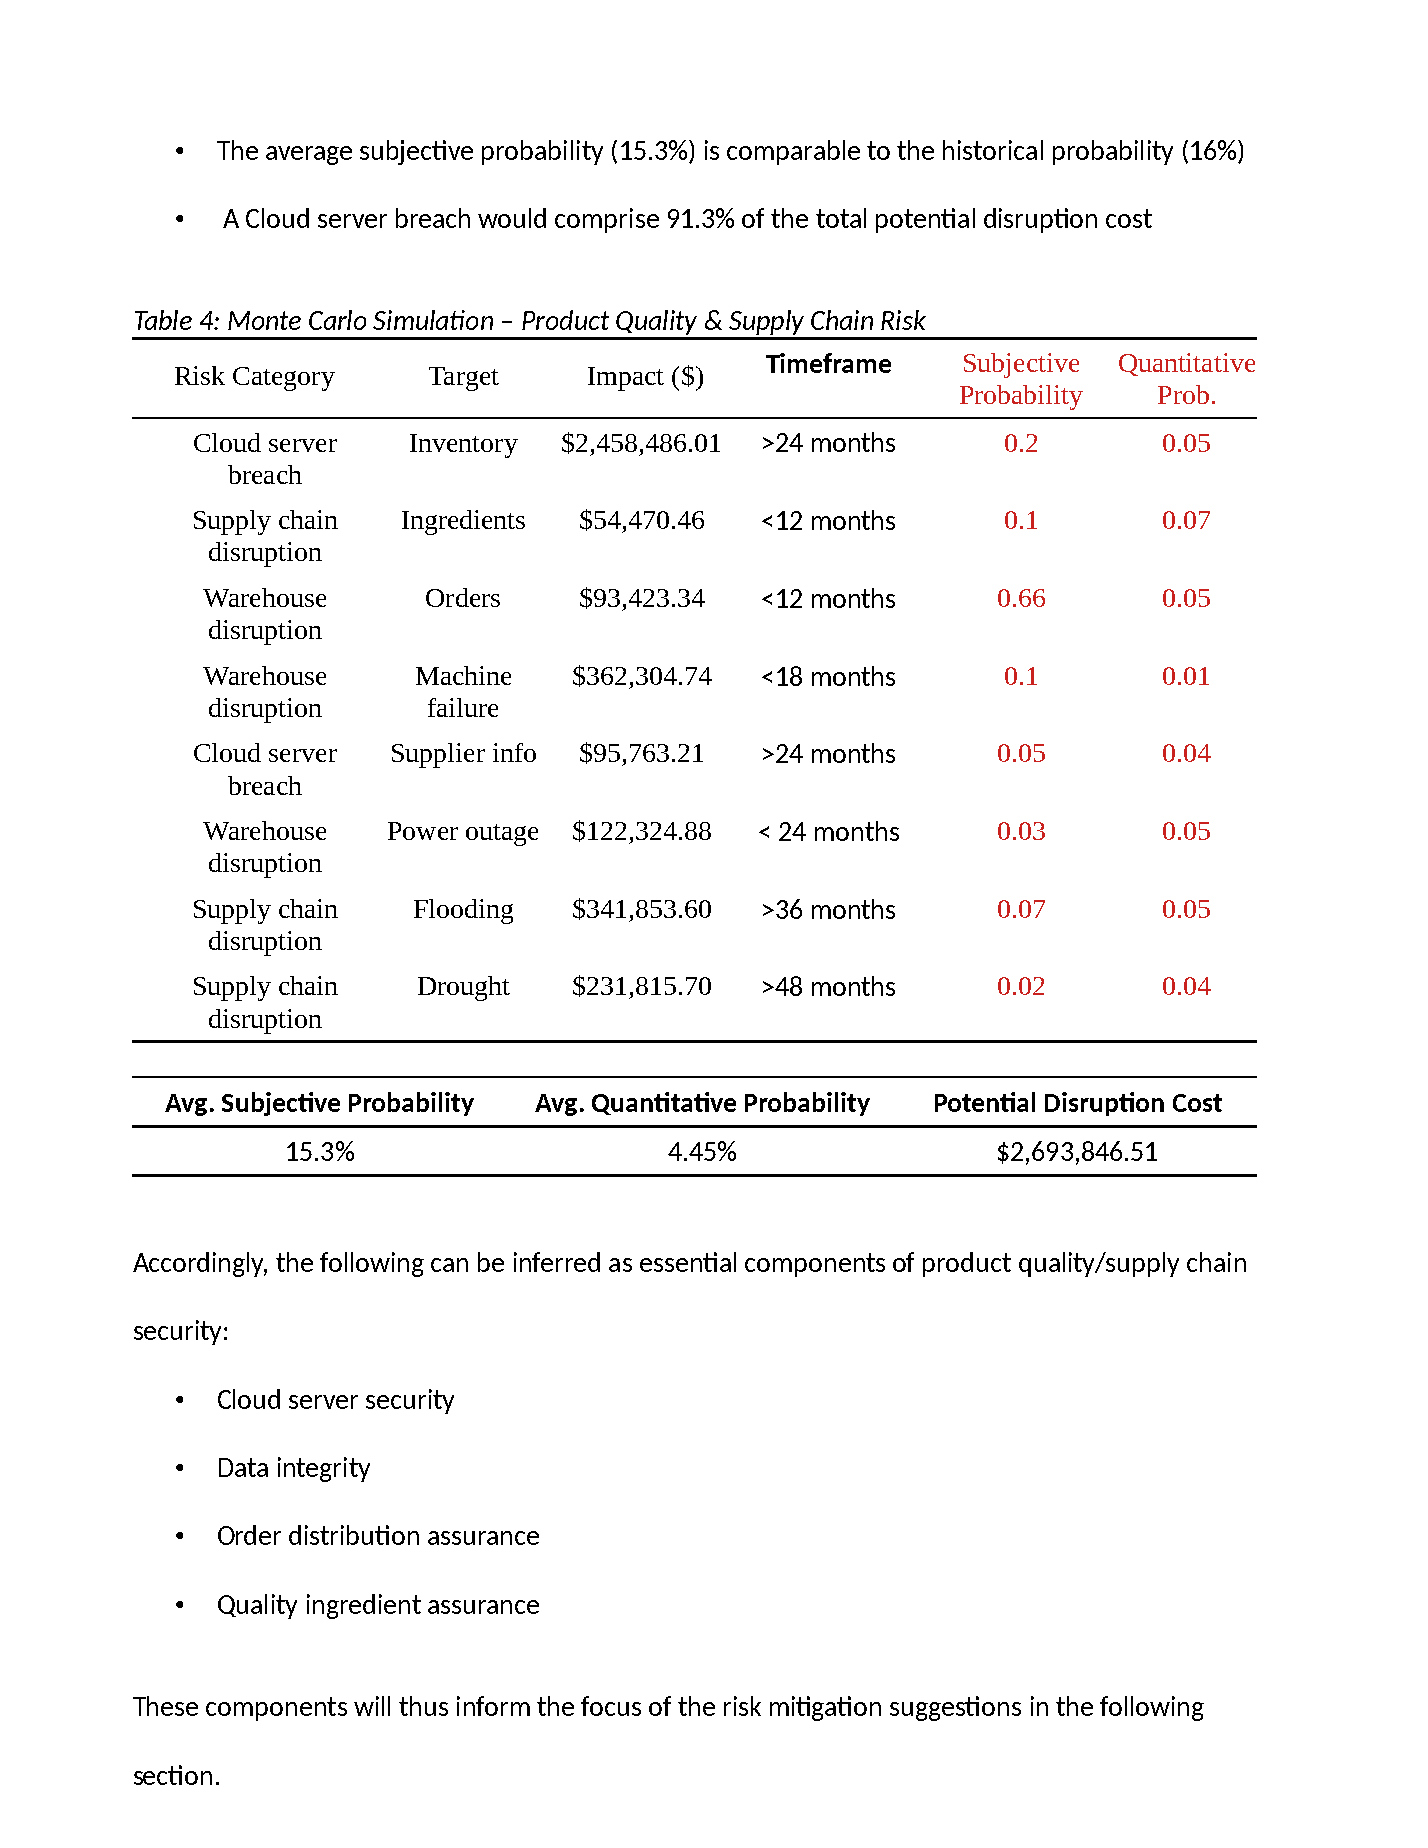 • The average subjective probability (15.3%) is comparable to the historical probability (16%)
• A Cloud server breach would comprise 91.3% of the total potential disruption cost
Table 4: Monte Carlo Simulation – Product Quality & Supply Chain Risk
Risk Category Target Impact ($) Timeframe Subjective Probability Quantitative Prob.
Cloud server breach Inventory $2,458,486.01 >24 months 0.2 0.05
Supply chain disruption Ingredients $54,470.46 <12 months 0.1 0.07
Warehouse disruption Orders $93,423.34 <12 months 0.66 0.05
Warehouse disruption Machine failure $362,304.74 <18 months 0.1 0.01
Cloud server breach Supplier info $95,763.21 >24 months 0.05 0.04
Warehouse disruption Power outage $122,324.88 < 24 months 0.03 0.05
Supply chain disruption Flooding $341,853.60 >36 months 0.07 0.05
Supply chain disruption Drought $231,815.70 >48 months 0.02 0.04
Avg. Subjective Probability Avg. Quantitative Probability Potential Disruption Cost
15.3% 4.45% $2,693,846.51
Accordingly, the following can be inferred as essential components of product quality/supply chain
security:
• Cloud server security
• Data integrity
• Order distribution assurance
• Quality ingredient assurance
These components will thus inform the focus of the risk mitigation suggestions in the following
section.